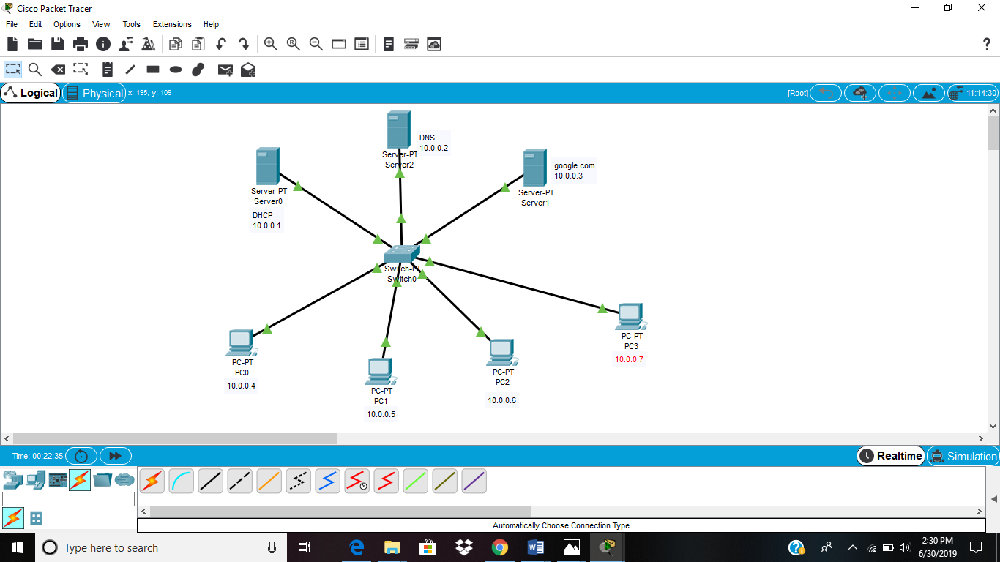 Cisco Packet Tracer
File Edit Options View Tools Extensions Help
Logical Physical x: 195, y: 109 [Root] 11:14:30
DNS
10.0.0.2
Server-PT
Server2
google.com
10.0.0.3
Server-PT
Server0
Server-PT
Server1
DHCP
10.0.0.1
Switch-PT
Switch0
PC-PT
PC3
10.0.0.7
PC-PT
PC0
10.0.0.4
PC-PT
PC2
10.0.0.6
PC-PT
PC1
10.0.0.5
Time: 00:22:35 Realtime Simulation
Automatically Choose Connection Type
Type here to search
2:30 PM
6/30/2019